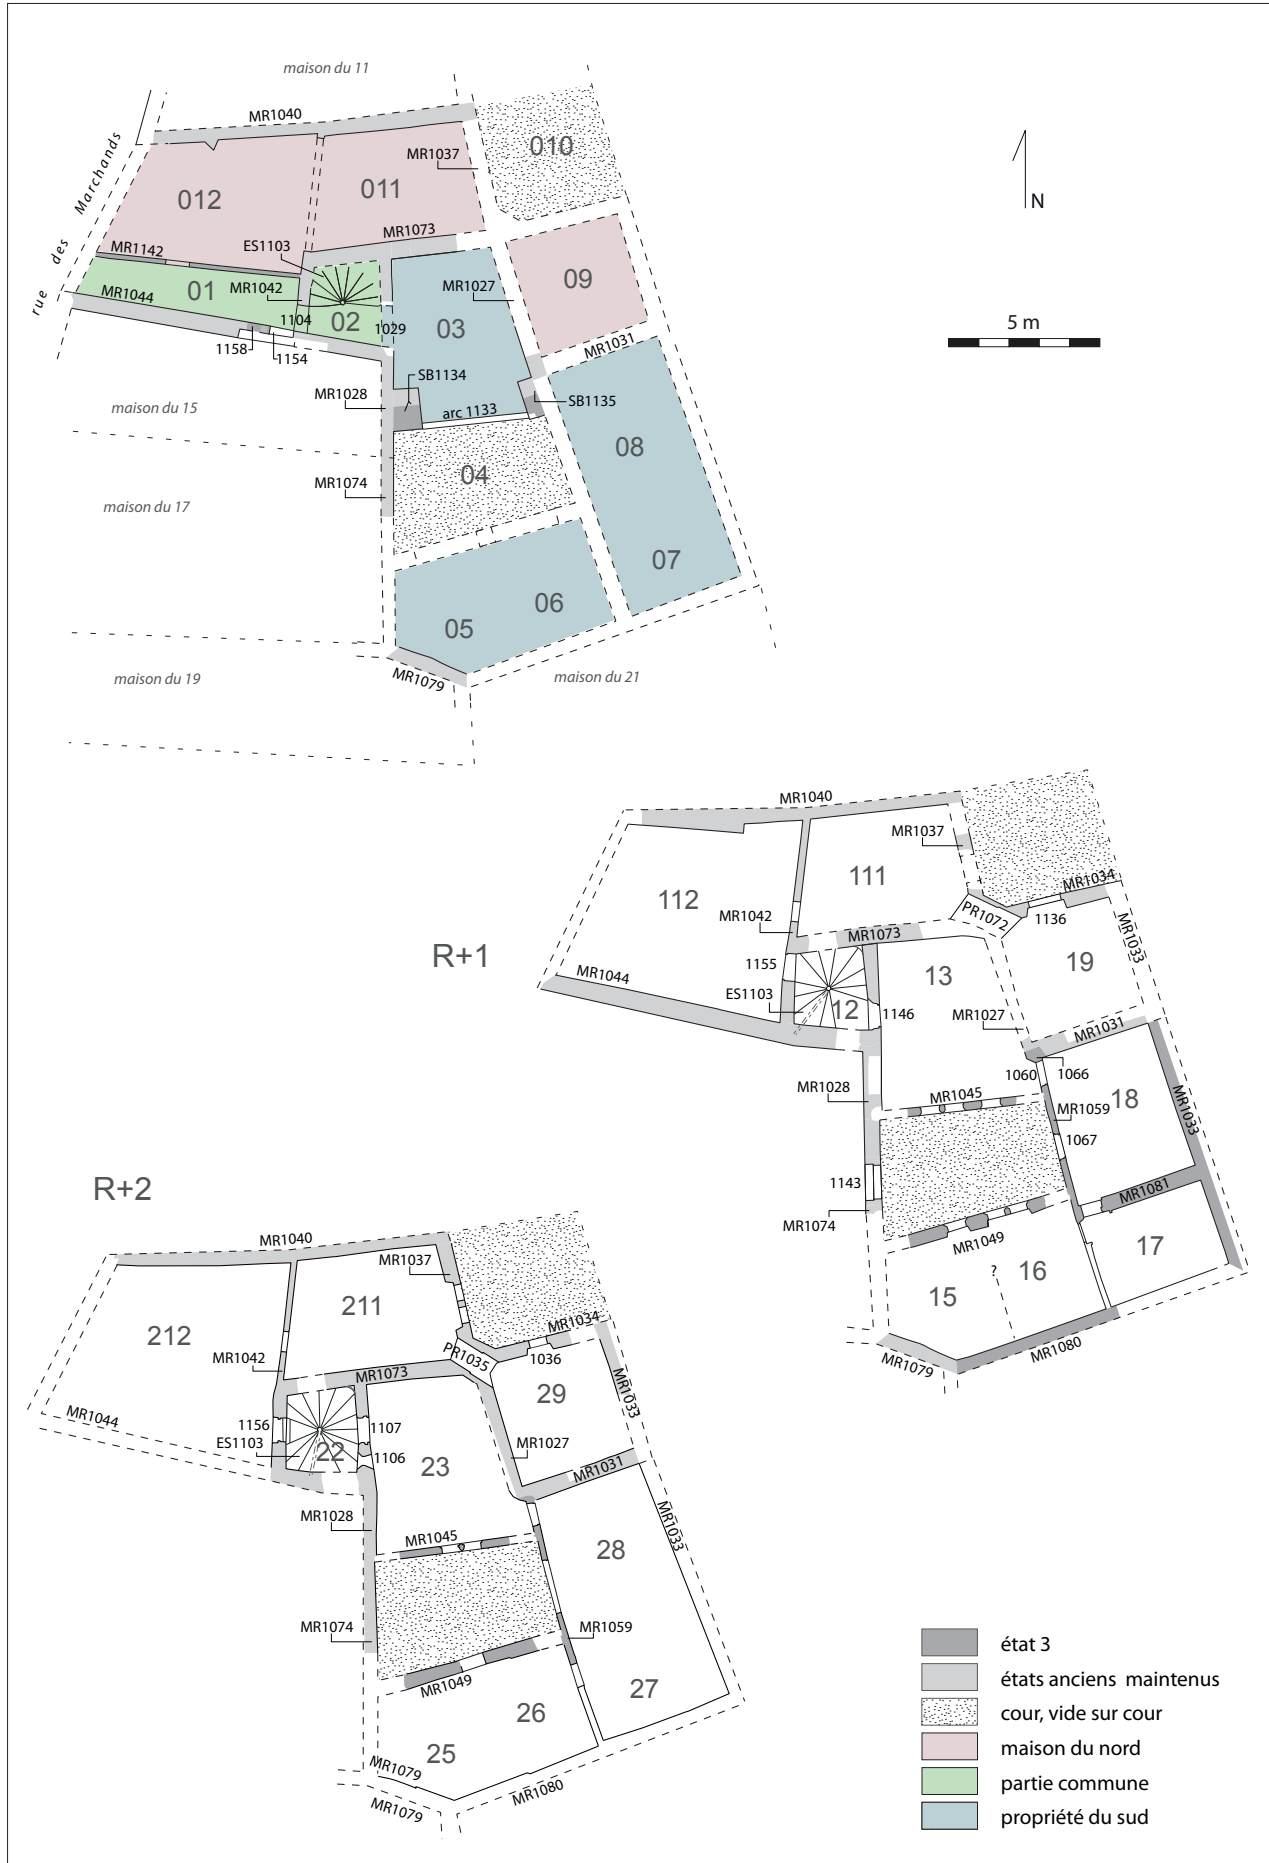 maison du 11
MR1040
rue des Marchands
MR1037
010
012
011
MR1073
ES1103
MR1142
09
01
MR1042
MR1027
MR1044
1104
02
1029
03
1158
1154
MR1031
5 m
N
SB1134
MR1028
SB1135
maison du 15
arc 1133
08
MR1074
04
maison du 17
07
06
05
maison du 19
MR1079
maison du 21
R+1
MR1040
MR1037
111
112
MR1034
PR1072
1136
MR1042
MR1073
MR1033
1155
13
19
MR1044
ES1103
12
1146
MR1027
MR1031
1060
1066
MR1028
MR1045
18
MR1059
MR1033
1067
1143
MR1081
MR1074
MR1049
17
16
?
15
MR1080
MR1079
R+2
MR1040
MR1037
211
212
MR1034
PR1035
1036
MR1042
MR1073
29
MR1033
MR1044
1156
1107
ES1103
22
1106
MR1027
23
MR1031
MR1028
MR1045
28
MR1033
MR1074
MR1059
MR1049
27
26
25
MR1079
MR1080
MR1079
état 3
états anciens maintenus
cour, vide sur cour
maison du nord
partie commune
propriété du sud